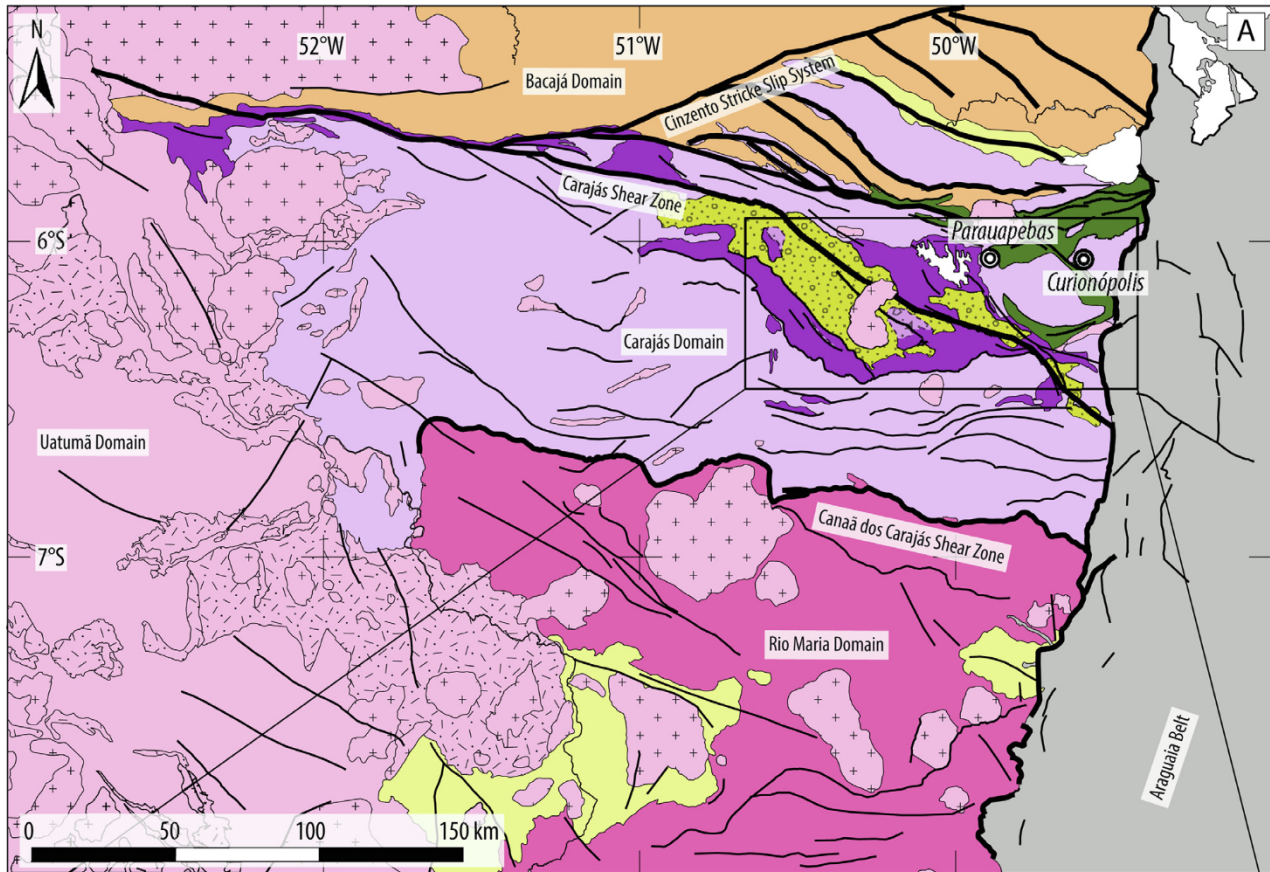 N
52°W
51°W
50°W
A
Bacajá Domain
Cinzento Stricke Slip System
Carajás Shear Zone
6°S
Parauapebas
Curionópolis
Carajás Domain
Uatumã Domain
7°S
Canaã dos Carajás Shear Zone
Rio Maria Domain
Araguaia Belt
0
50
100
150 km